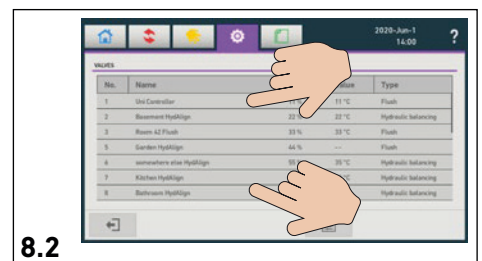 2020-Jun-1
14:00
?
VALVES
No. Name Type
1 Uni Controller 11 °C Flush
2 Basement HydAlign 22 % 22 °C Hydraulic balancing
3 Room 42 Flush 33 % 33 °C Flush
5 Garden HydAlign 44 % -- Flush
6 somewhere else HydAlign 35 °C Hydraulic balancing
7 Kitchen HydAlign Hydraulic balancing
8 Bathroom HydAlign Hydraulic balancing
8.2